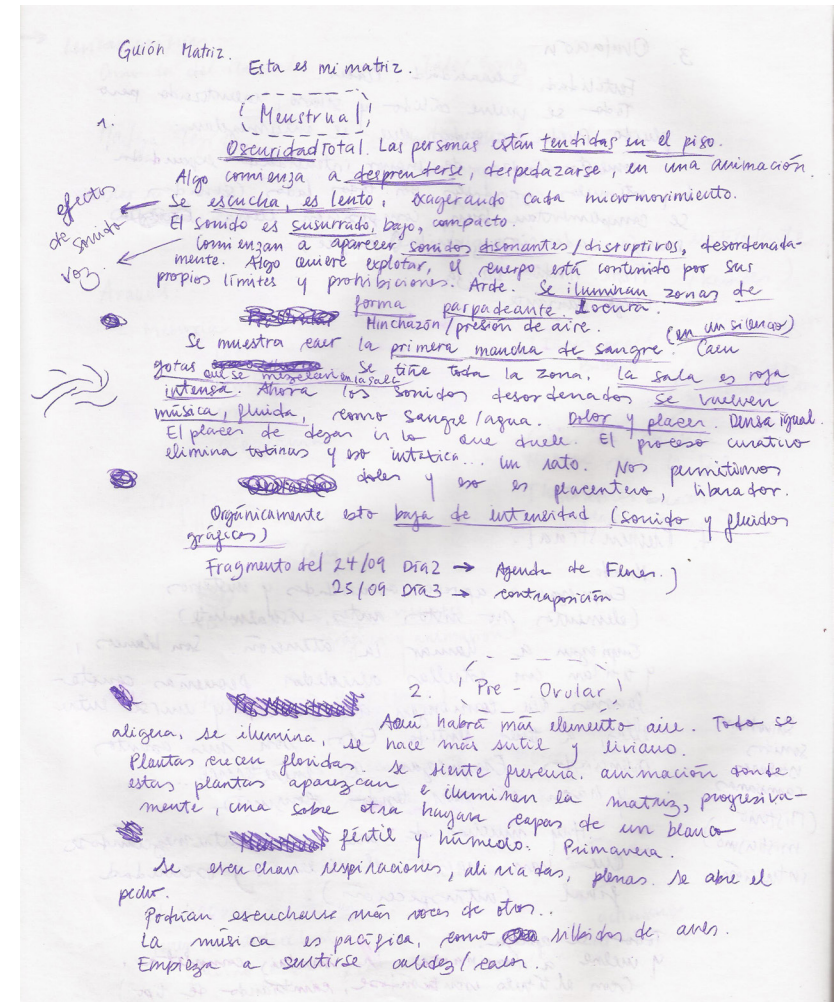 Guión Matriz.
Esta es mi matriz.
1. Menstrual
Oscuridad Total. Las personas están tendidas en el piso.
Algo comienza a desprenderse, despedazarse en una animación.
Se escucha, es lento, exagerando cada micromovimiento.
efectos de sonido
voz.
El sonido es susurrado, bajo, compacto.
Comienzan a aparecer sonidos disonantes/disruptivos, desordenada-
mente. Algo quiere explotar, el cuerpo está contenido por sus
propios límites y prohibiciones. Arde. Se iluminan zonas de
forma parpadeante. Locura.
Hinchazón/presión de aire.
(en un silencio)
Se muestra caer la primera mancha de sangre. Caen
gotas que se mezclan en la sala Se tiñe toda la zona. La sala es roja
intensa. Ahora los sonidos desordenados se vuelven
música, fluida, como sangre/agua. Dolor y placer. Densa igual.
El placer de dejar ir lo que duele. El proceso curativo
elimina y eso ... un rato. Nos permitimos
doler y eso es placentero, liberador.
Orgánicamente esto baja de intensidad (sonido y fluidos
gráficos)
Fragmento del 24/09 Día 2 → Agenda de
25/09 Día 3 → contraposición
2. Pre-Ovular
Aquí habrá más elemento aire. Todo se
aligera, se ilumina, se hace más sutil y liviano.
Plantas crecen floridas. Se siente frescura. animación donde
estas plantas aparezcan e iluminen la matriz, progresiva-
mente, una sobre otra hagan capas de un blanco
fértil y húmedo. Primavera.
Se escuchan respiraciones, aliviadas, plenas. Se abre el
pecho.
Podrían escucharse más voces de otros..
La música es pacífica, como silbidos de aves.
Empieza a sentirse calidez/calor.